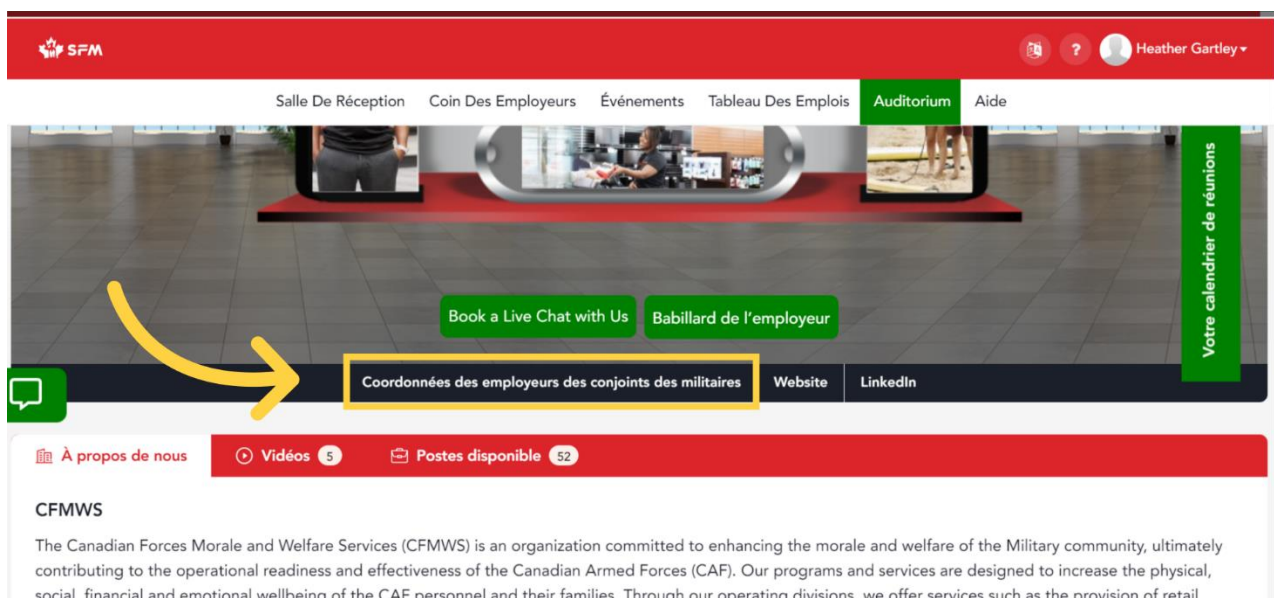 SFM
?
Heather Gartley
Salle De Réception Coin Des Employeurs Événements Tableau Des Emplois Auditorium Aide
Votre calendrier de réunions
Book a Live Chat with Us Babillard de l'employeur
Coordonnées des employeurs des conjoints des militaires Website LinkedIn
À propos de nous Vidéos 5 Postes disponible 52
CFMWS
The Canadian Forces Morale and Welfare Services (CFMWS) is an organization committed to enhancing the morale and welfare of the Military community, ultimately
contributing to the operational readiness and effectiveness of the Canadian Armed Forces (CAF). Our programs and services are designed to increase the physical,
social, financial and emotional wellbeing of the CAF personnel and their families. Through our operating divisions, we offer services such as the provision of retail